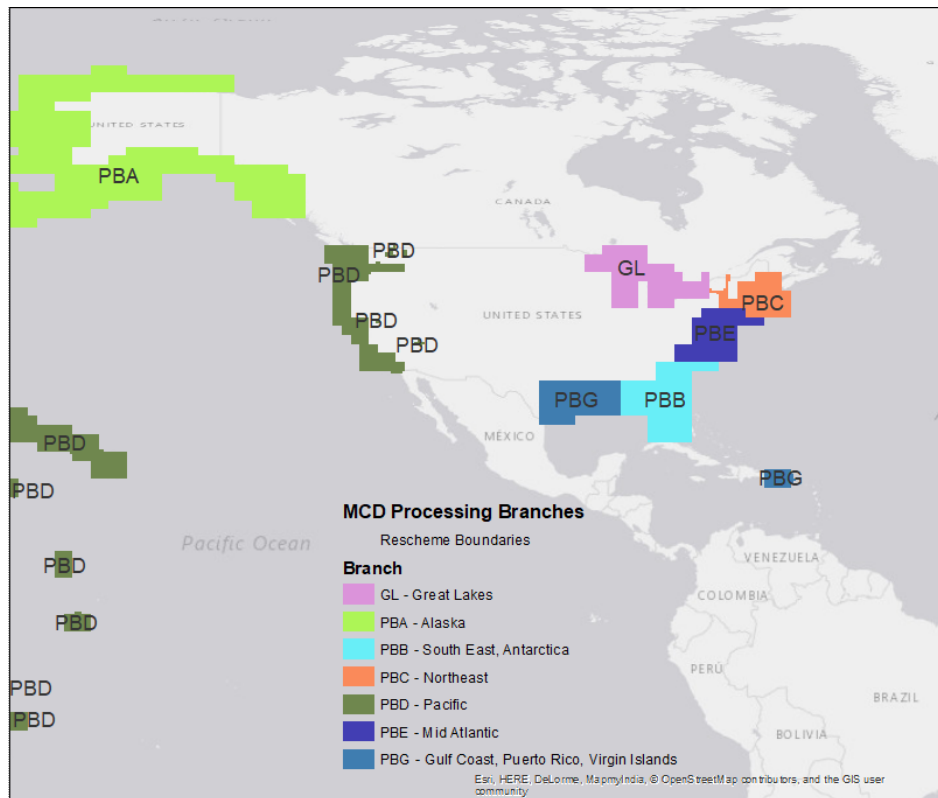 UNITED STATES
PBA
CANADA
PBD
PBD
GL
PBC
PBD
UNITED STATES
PBE
PBD
PBG
PBB
MÉXICO
PBD
PBG
PBD
MCD Processing Branches
Rescheme Boundaries
Pacific Ocean
VENEZUELA
PBD
Branch
GL - Great Lakes
COLOMBIA
PBA - Alaska
PBD
PBB - South East, Antarctica
PBC - Northeast
PERÚ
PBD
PBD - Pacific
BRAZIL
PBD
PBE - Mid Atlantic
BOLIVIA
PBG - Gulf Coast, Puerto Rico, Virgin Islands
Esri, HERE, DeLorme, MapmyIndia, © OpenStreetMap contributors, and the GIS user
community